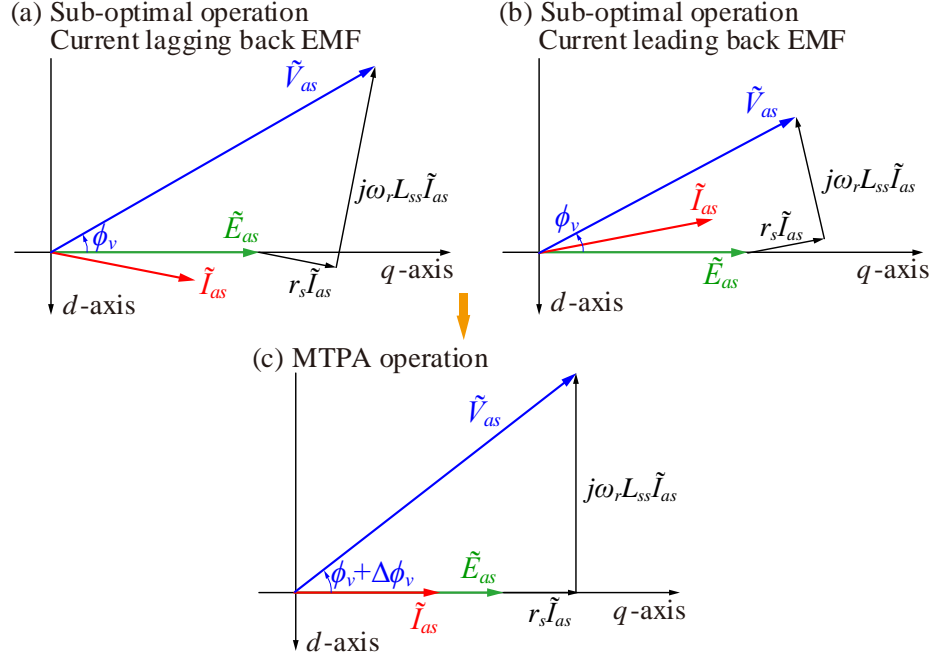 (a) Sub-optimal operation
Current lagging back EMF
Ṽas
jωrLssĨas
ϕv
Ẽas
q-axis
rsĨas
Ĩas
d-axis
(b) Sub-optimal operation
Current leading back EMF
Ṽas
jωrLssĨas
Ĩas
ϕv
rsĨas
Ẽas
q-axis
d-axis
(c) MTPA operation
Ṽas
jωrLssĨas
ϕv+Δϕv
Ẽas
Ĩas
rsĨas
q-axis
d-axis